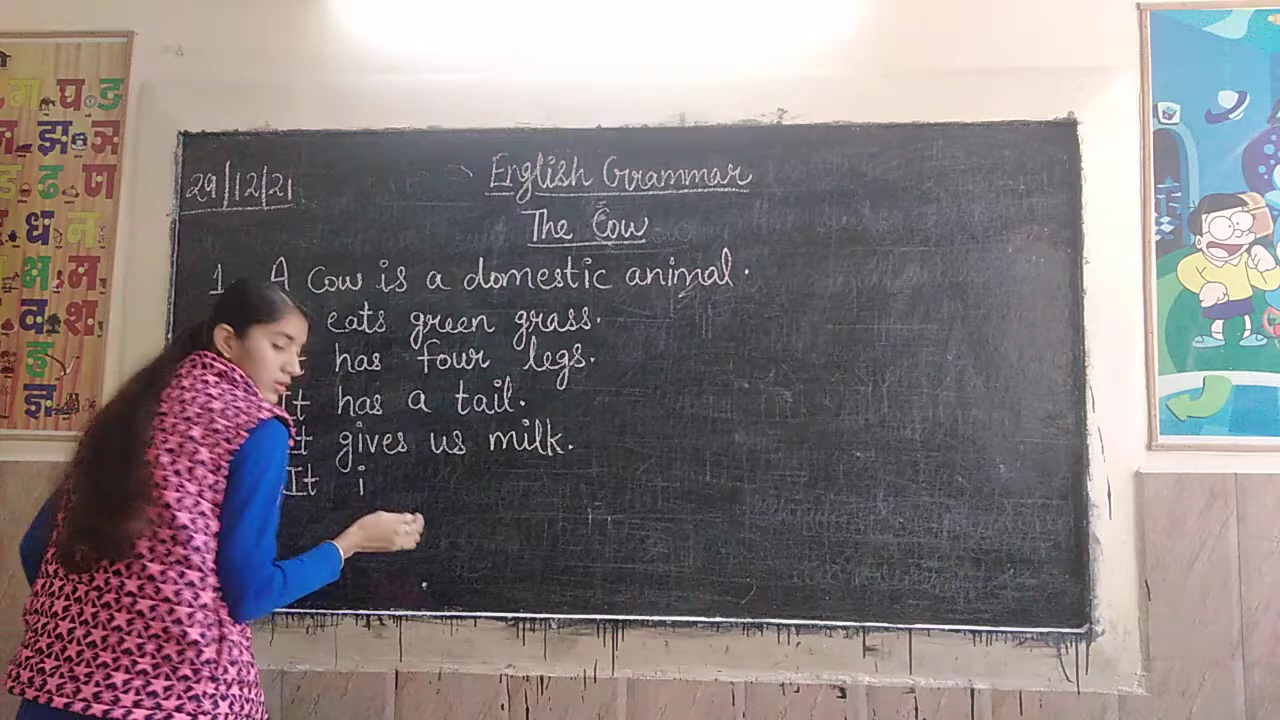 29/12/21
English Grammar
The Cow
1 A Cow is a domestic animal.
eats green grass.
has four legs.
It has a tail.
It gives us milk.
It i
ग घ ङ
झ ञ
ढ ण
ध न
भ म
व श
ज्ञ